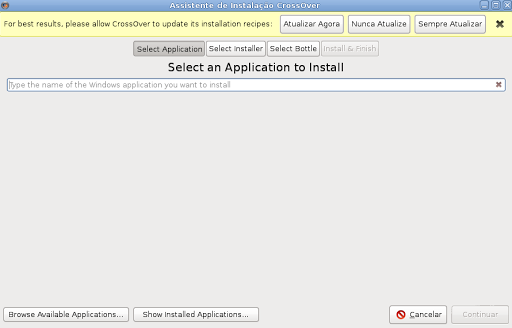 Assistente de Instalação CrossOver
For best results, please allow CrossOver to update its installation recipes: Atualizar Agora Nunca Atualize Sempre Atualizar
Select Application Select Installer Select Bottle Install & Finish
Select an Application to Install
Type the name of the Windows application you want to install
Browse Available Applications... Show Installed Applications... Cancelar Continuar